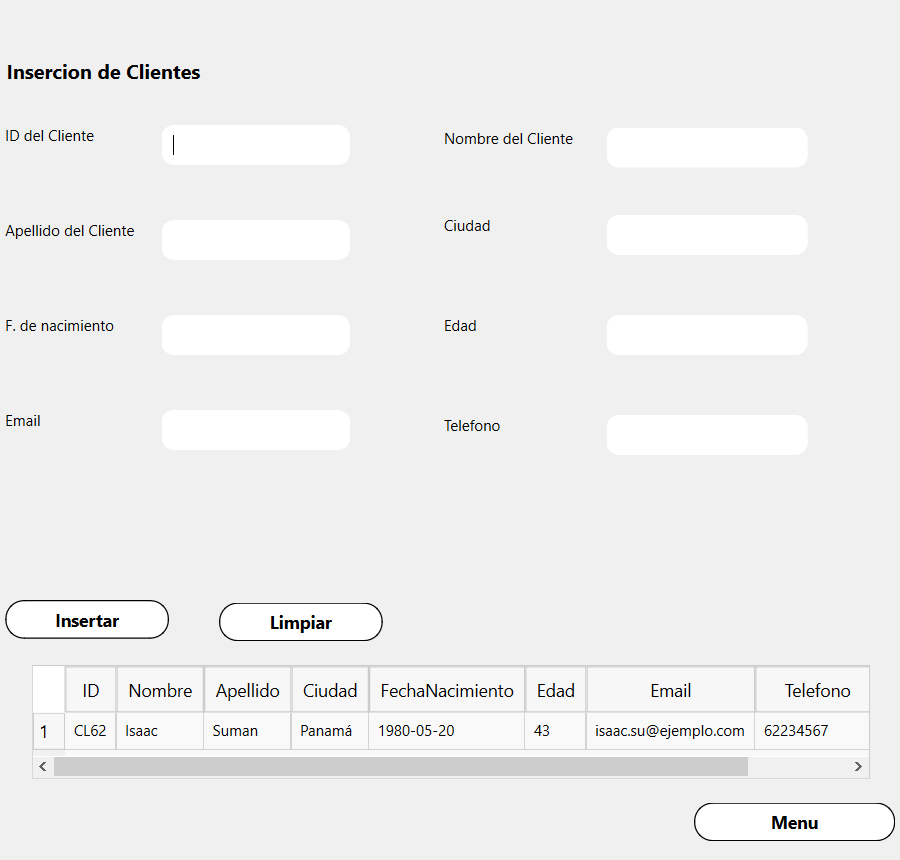 Insercion de Clientes
ID del Cliente
Nombre del Cliente
Apellido del Cliente
Ciudad
F. de nacimiento
Edad
Email
Telefono
Insertar
Limpiar
ID Nombre Apellido Ciudad FechaNacimiento Edad Email Telefono
1 CL62 Isaac Suman Panamá 1980-05-20 43 isaac.su@ejemplo.com 62234567
Menu